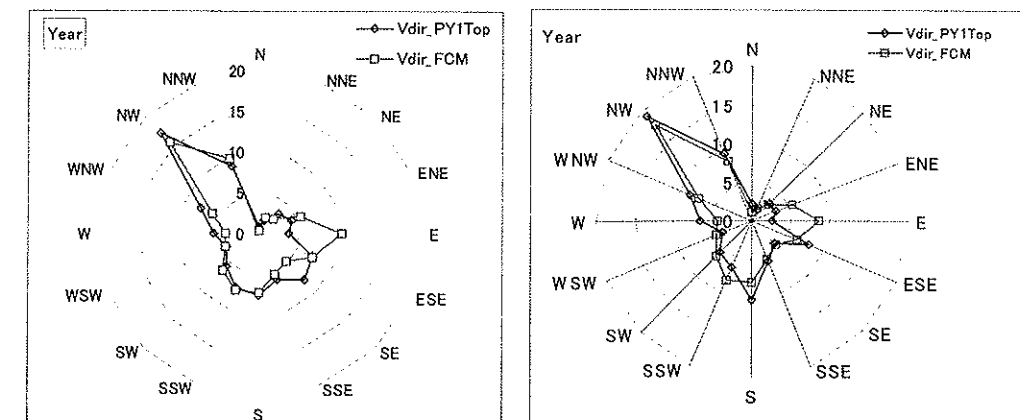 Year
Vdir_PY1Top
Vdir_FCM
N
NNE
NE
ENE
E
ESE
SE
SSE
S
SSW
SW
WSW
W
WNW
NW
NNW
20
15
10
5
0
Year
Vdir_PY1Top
Vdir_FCM
N
NNE
NE
ENE
E
ESE
SE
SSE
S
SSW
SW
WSW
W
WNW
NW
NNW
20
15
10
5
0